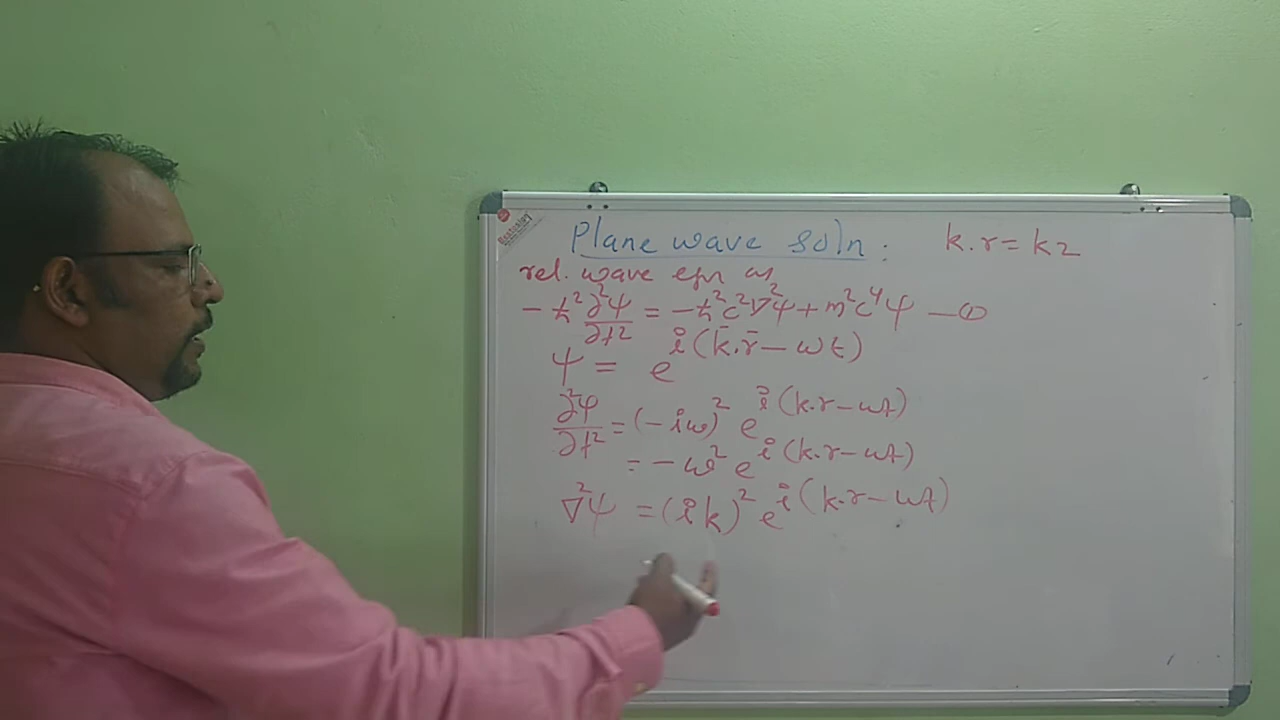 Plane wave soln : k.r = kz
rel. wave eqn as
-ħ² ∂²ψ/∂t² = -ħ²c²∇²ψ + m²c⁴ψ —①
ψ = e^{i(k̄.r̄ - ωt)}
∂²ψ/∂t² = (-iω)² e^{i(k.r - ωt)}
= -ω² e^{i(k.r - ωt)}
∇²ψ = (ik)² e^{i(k.r - ωt)}